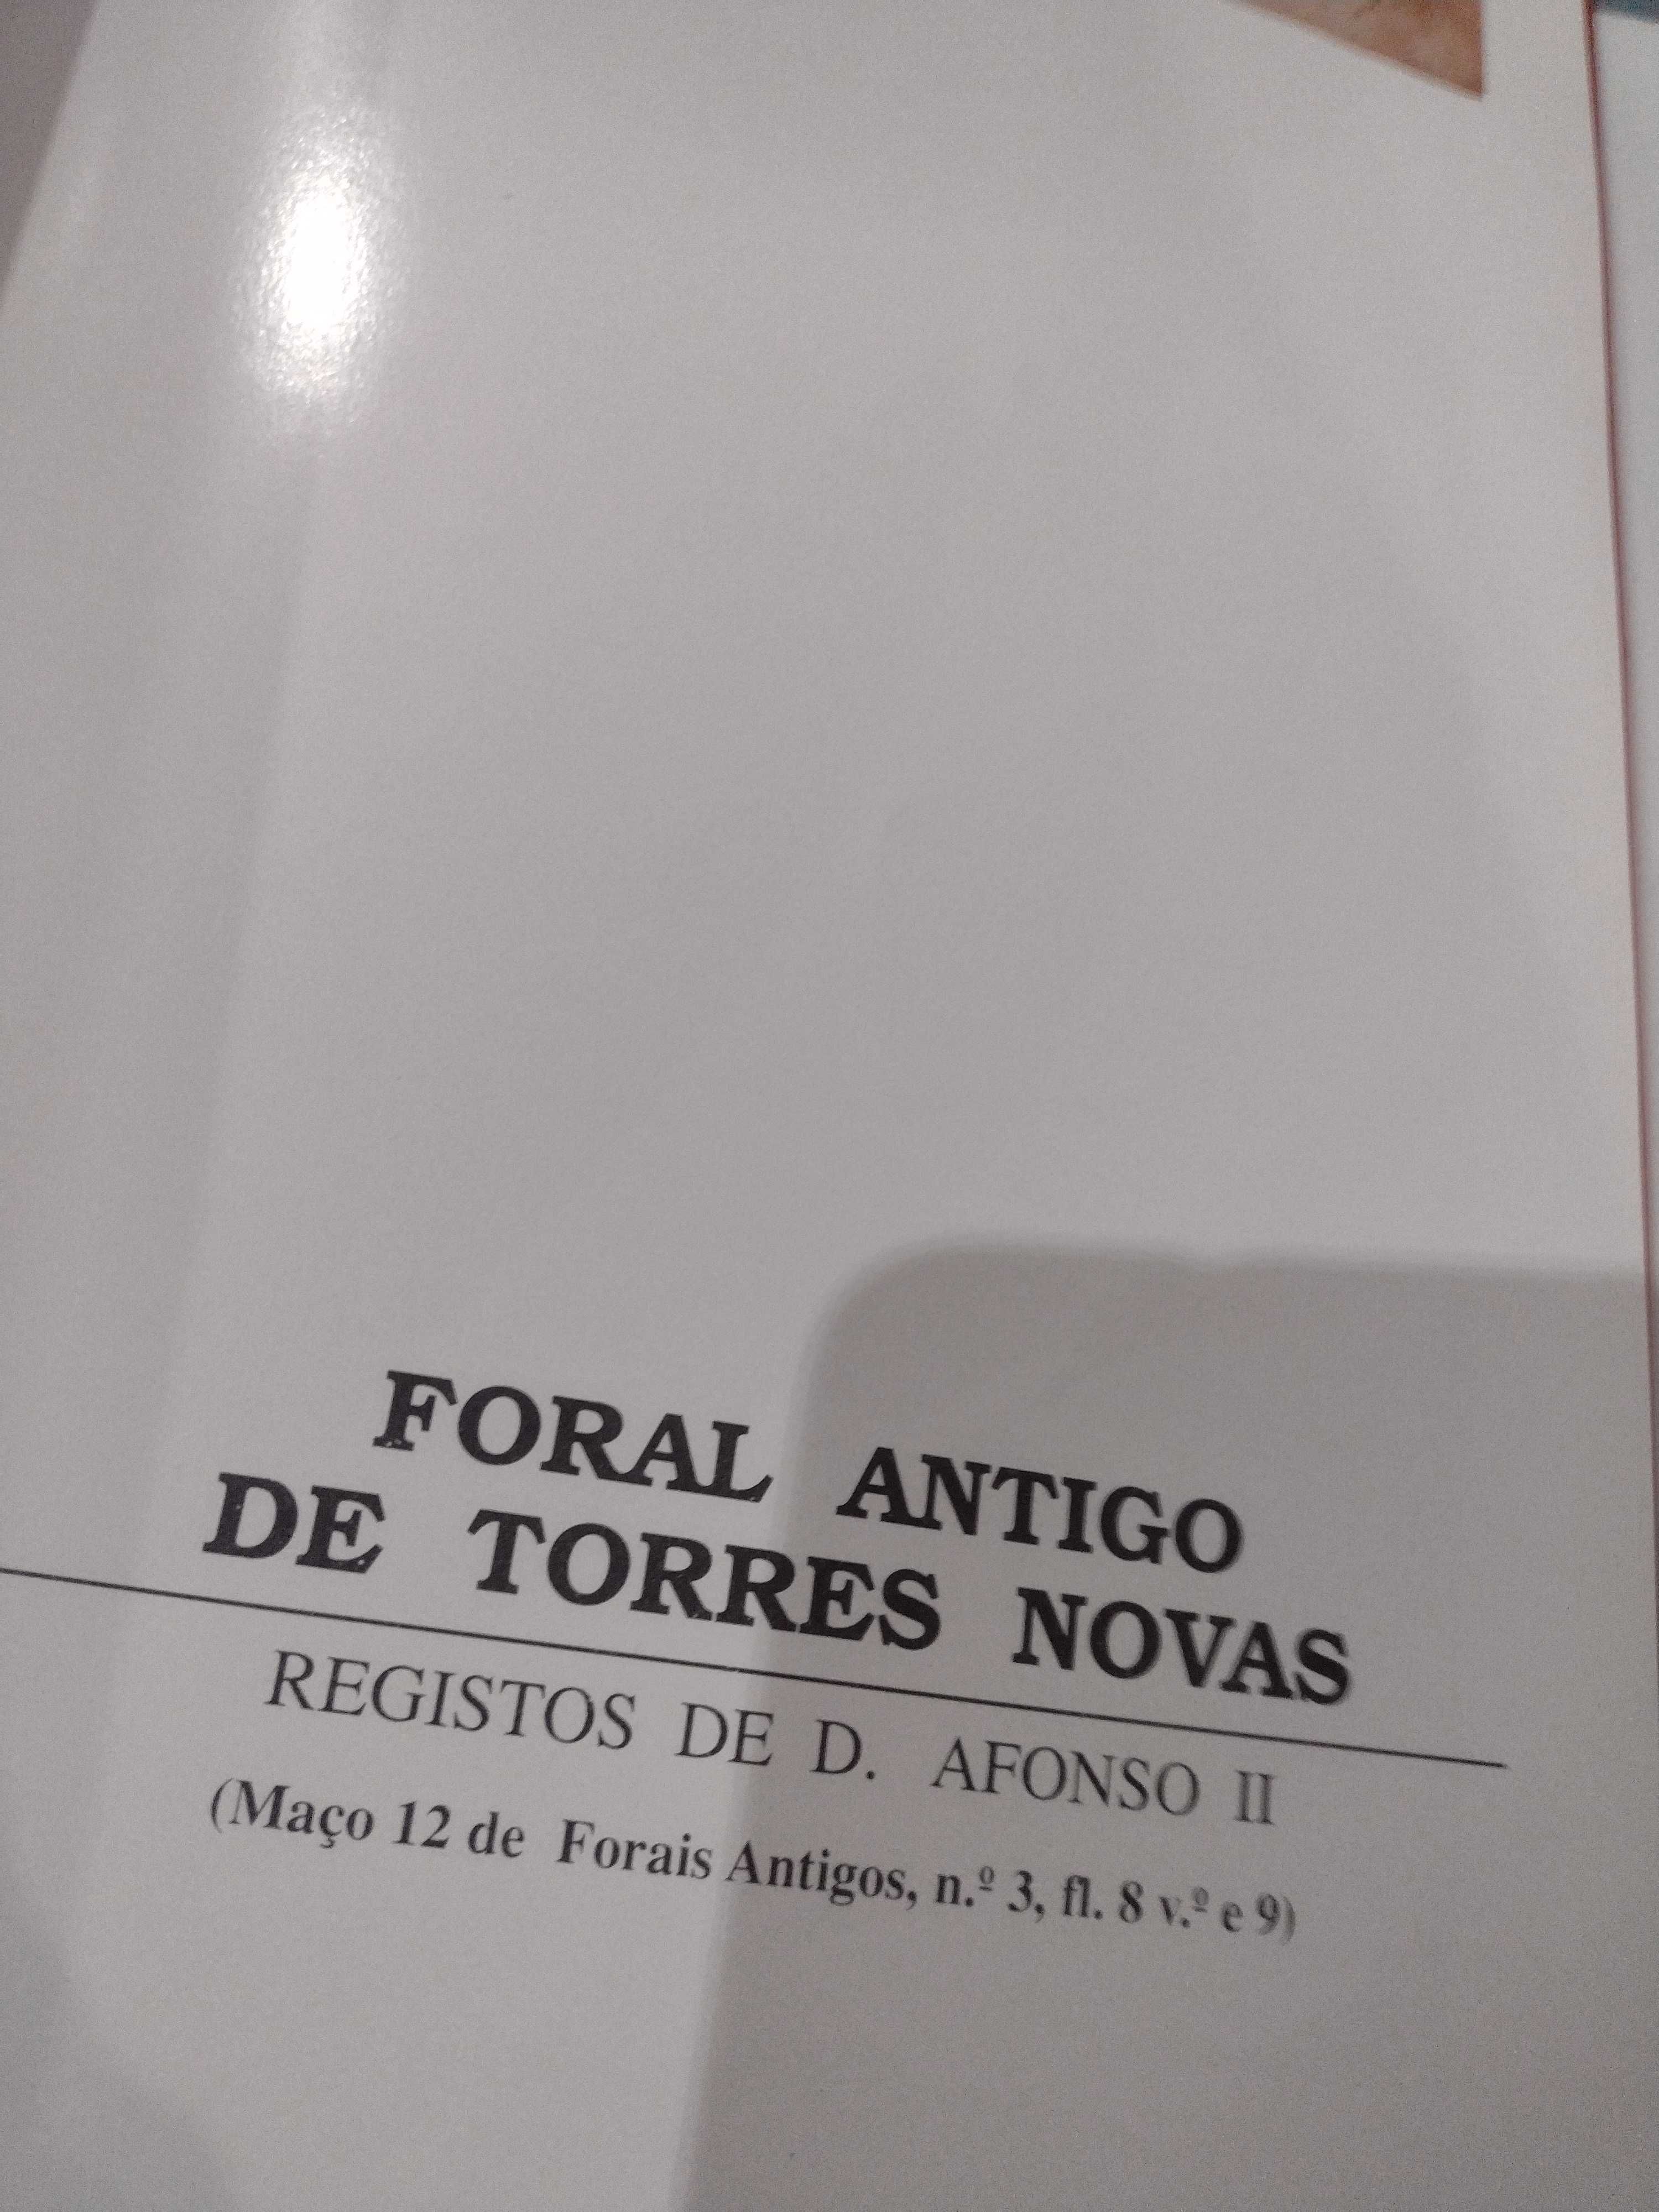 FORAL ANTIGO
DE TORRES NOVAS
REGISTOS DE D. AFONSO II
(Maço 12 de Forais Antigos, n.º 3, fl. 8 v.º e 9)